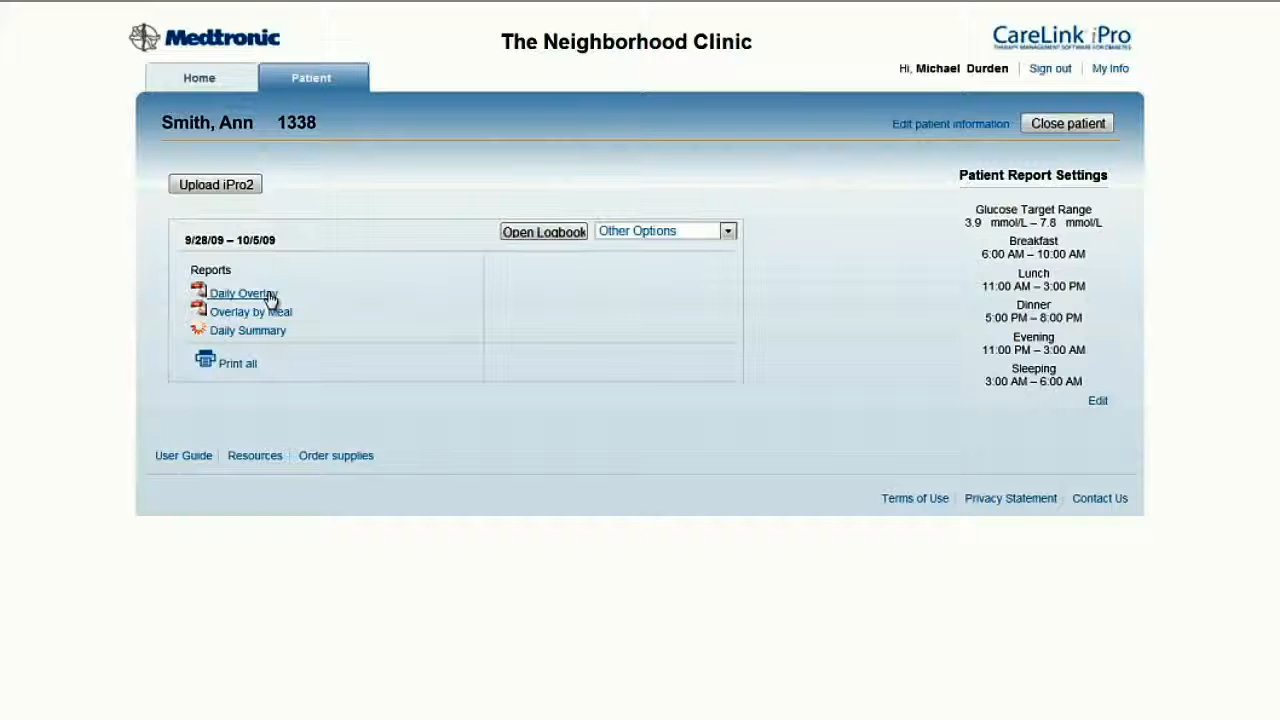 Medtronic
The Neighborhood Clinic
CareLink iPro
THERAPY MANAGEMENT SOFTWARE FOR DIABETES
Home
Patient
Hi, Michael Durden
Sign out
My Info
Smith, Ann 1338
Edit patient information
Close patient
Upload iPro2
9/28/09 – 10/5/09
Open Logbook
Other Options
Reports
Daily Overlay
Overlay by Meal
Daily Summary
Print all
Patient Report Settings
Glucose Target Range
3.9 mmol/L – 7.8 mmol/L
Breakfast
6:00 AM – 10:00 AM
Lunch
11:00 AM – 3:00 PM
Dinner
5:00 PM – 8:00 PM
Evening
11:00 PM – 3:00 AM
Sleeping
3:00 AM – 6:00 AM
Edit
User Guide
Resources
Order supplies
Terms of Use
Privacy Statement
Contact Us